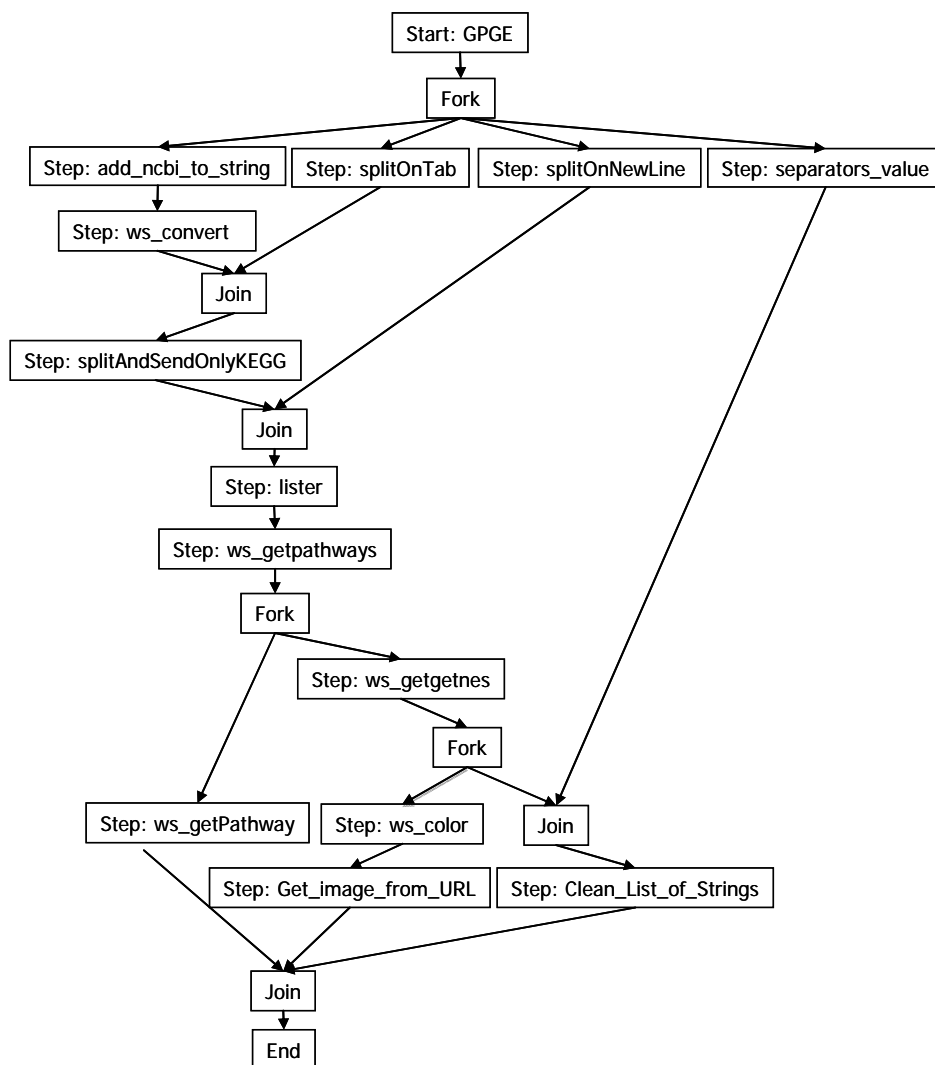 Start: GPGE
Fork
Step: add_ncbi_to_string
Step: splitOnTab
Step: splitOnNewLine
Step: separators_value
Step: ws_convert
Join
Step: splitAndSendOnlyKEGG
Join
Step: lister
Step: ws_getpathways
Fork
Step: ws_getgetnes
Fork
Step: ws_getPathway
Step: ws_color
Join
Step: Get_image_from_URL
Step: Clean_List_of_Strings
Join
End